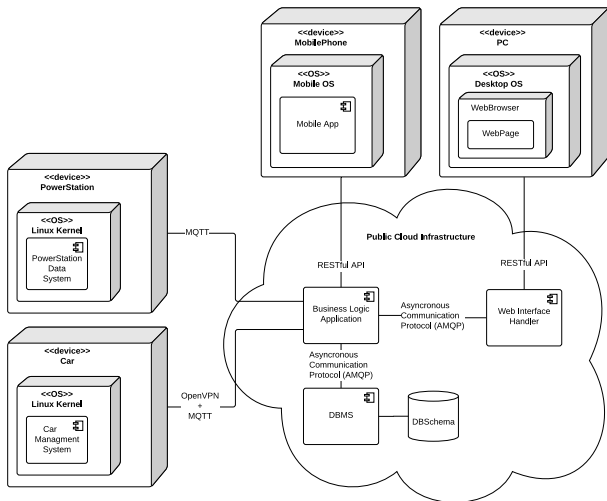 <<device>>
MobilePhone
<<OS>>
Mobile OS
Mobile App
<<device>>
PC
<<OS>>
Desktop OS
WebBrowser
WebPage
<<device>>
PowerStation
<<OS>>
Linux Kernel
PowerStation
Data
System
MQTT
Public Cloud Infrastructure
RESTful API
RESTful API
Business Logic
Application
Asyncronous
Communication
Protocol (AMQP)
Web Interface
Handler
<<device>>
Car
<<OS>>
Linux Kernel
Car
Managment
System
OpenVPN
+
MQTT
Asyncronous
Communication
Protocol (AMQP)
DBMS
DBSchema